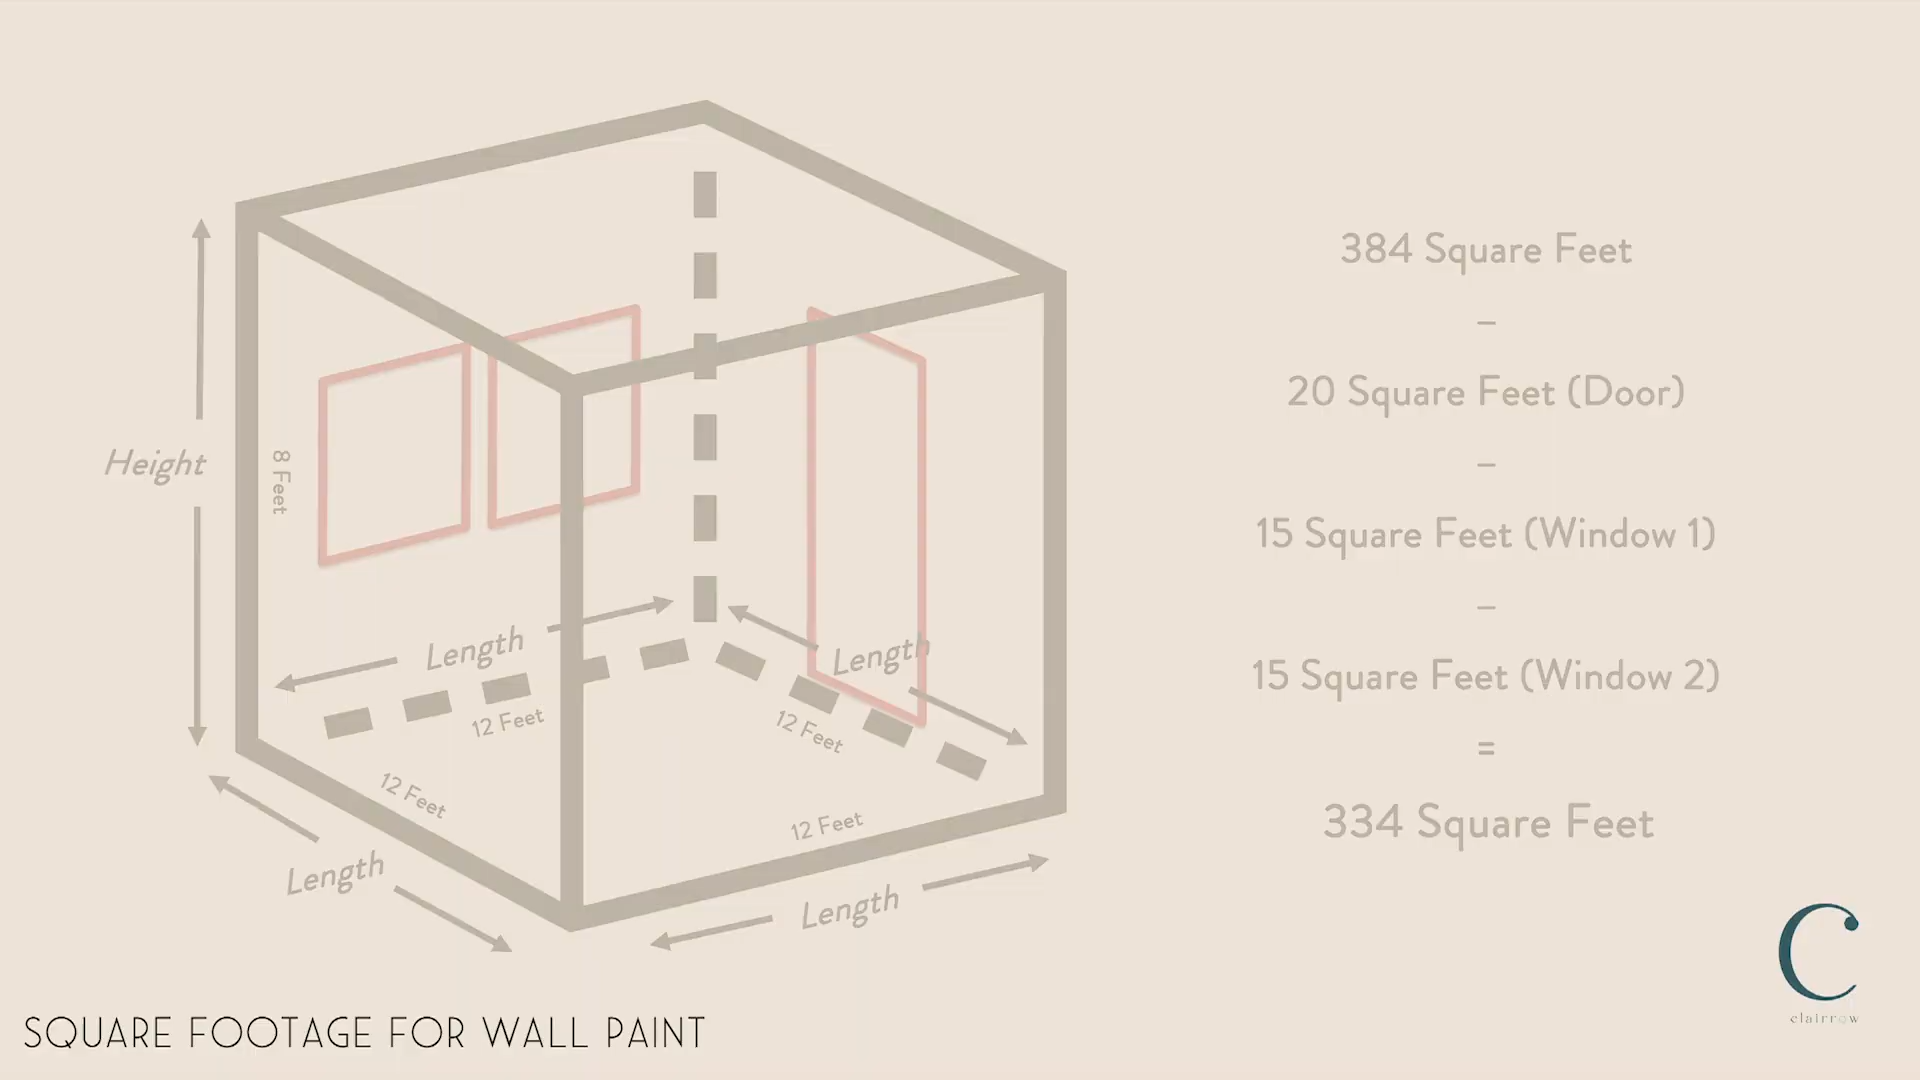 384 Square Feet
–
20 Square Feet (Door)
–
15 Square Feet (Window 1)
–
15 Square Feet (Window 2)
=
334 Square Feet
Height
8 Feet
Length
12 Feet
Length
12 Feet
12 Feet
Length
12 Feet
Length
SQUARE FOOTAGE FOR WALL PAINT
C
clairrow